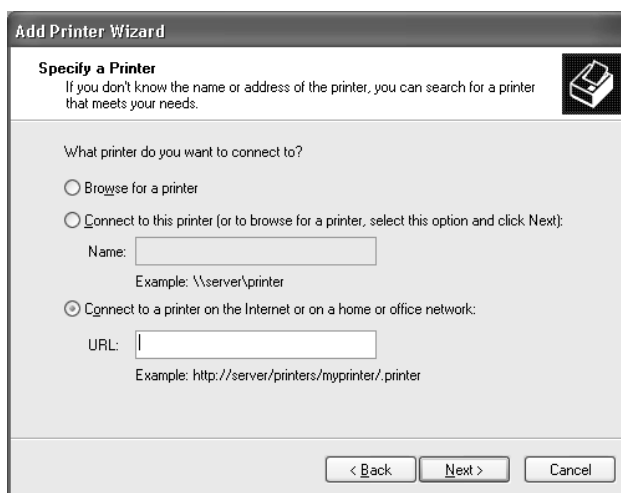 Add Printer Wizard
Specify a Printer
If you don't know the name or address of the printer, you can search for a printer
that meets your needs.
What printer do you want to connect to?
Browse for a printer
Connect to this printer (or to browse for a printer, select this option and click Next):
Name:
Example: \\server\printer
Connect to a printer on the Internet or on a home or office network:
URL:
Example: http://server/printers/myprinter/.printer
< Back Next > Cancel